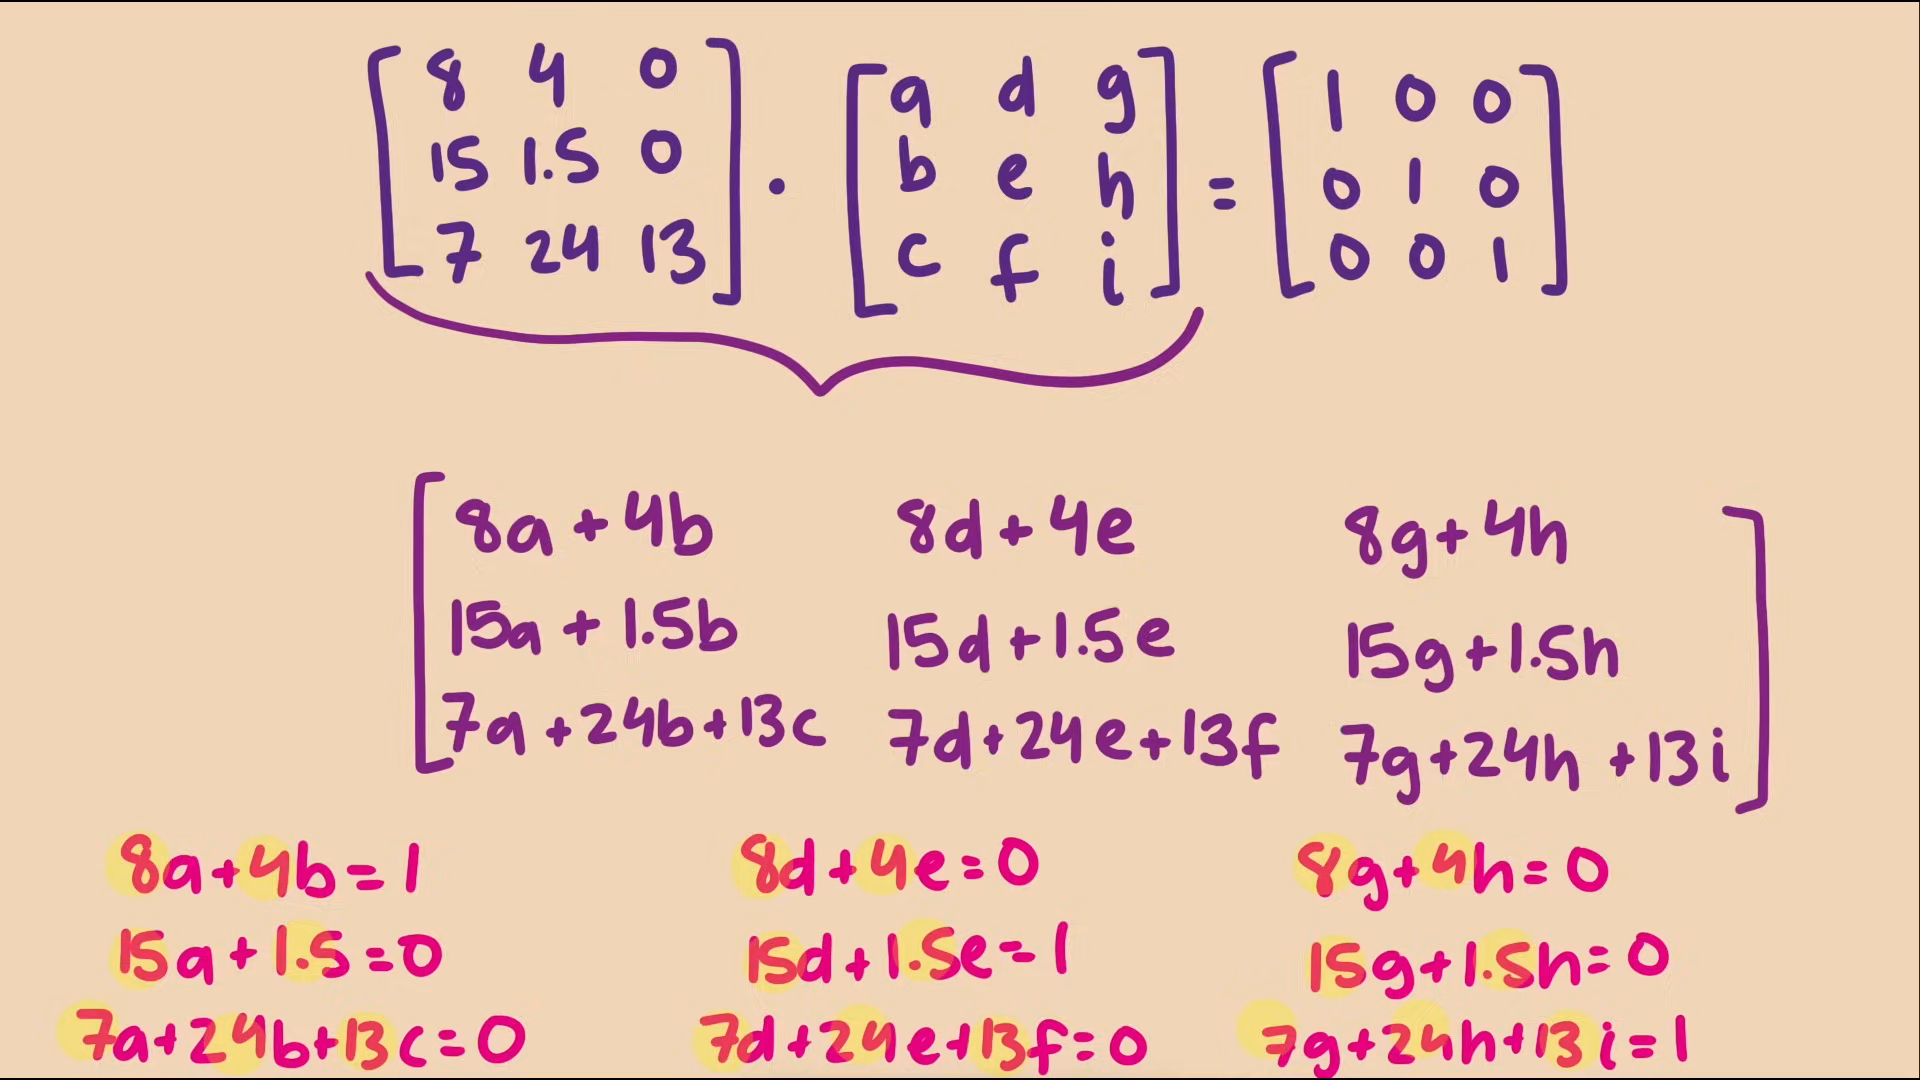 [8 4 0] [a d g] [1 0 0]
[15 1.5 0] · [b e h] = [0 1 0]
[7 24 13] [c f i] [0 0 1]
8a + 4b 8d + 4e 8g + 4h
15a + 1.5b 15d + 1.5e 15g + 1.5h
7a + 24b + 13c 7d + 24e + 13f 7g + 24h + 13i
8a + 4b = 1 8d + 4e = 0 8g + 4h = 0
15a + 1.5 = 0 15d + 1.5e = 1 15g + 1.5h = 0
7a + 24b + 13c = 0 7d + 24e + 13f = 0 7g + 24h + 13i = 1